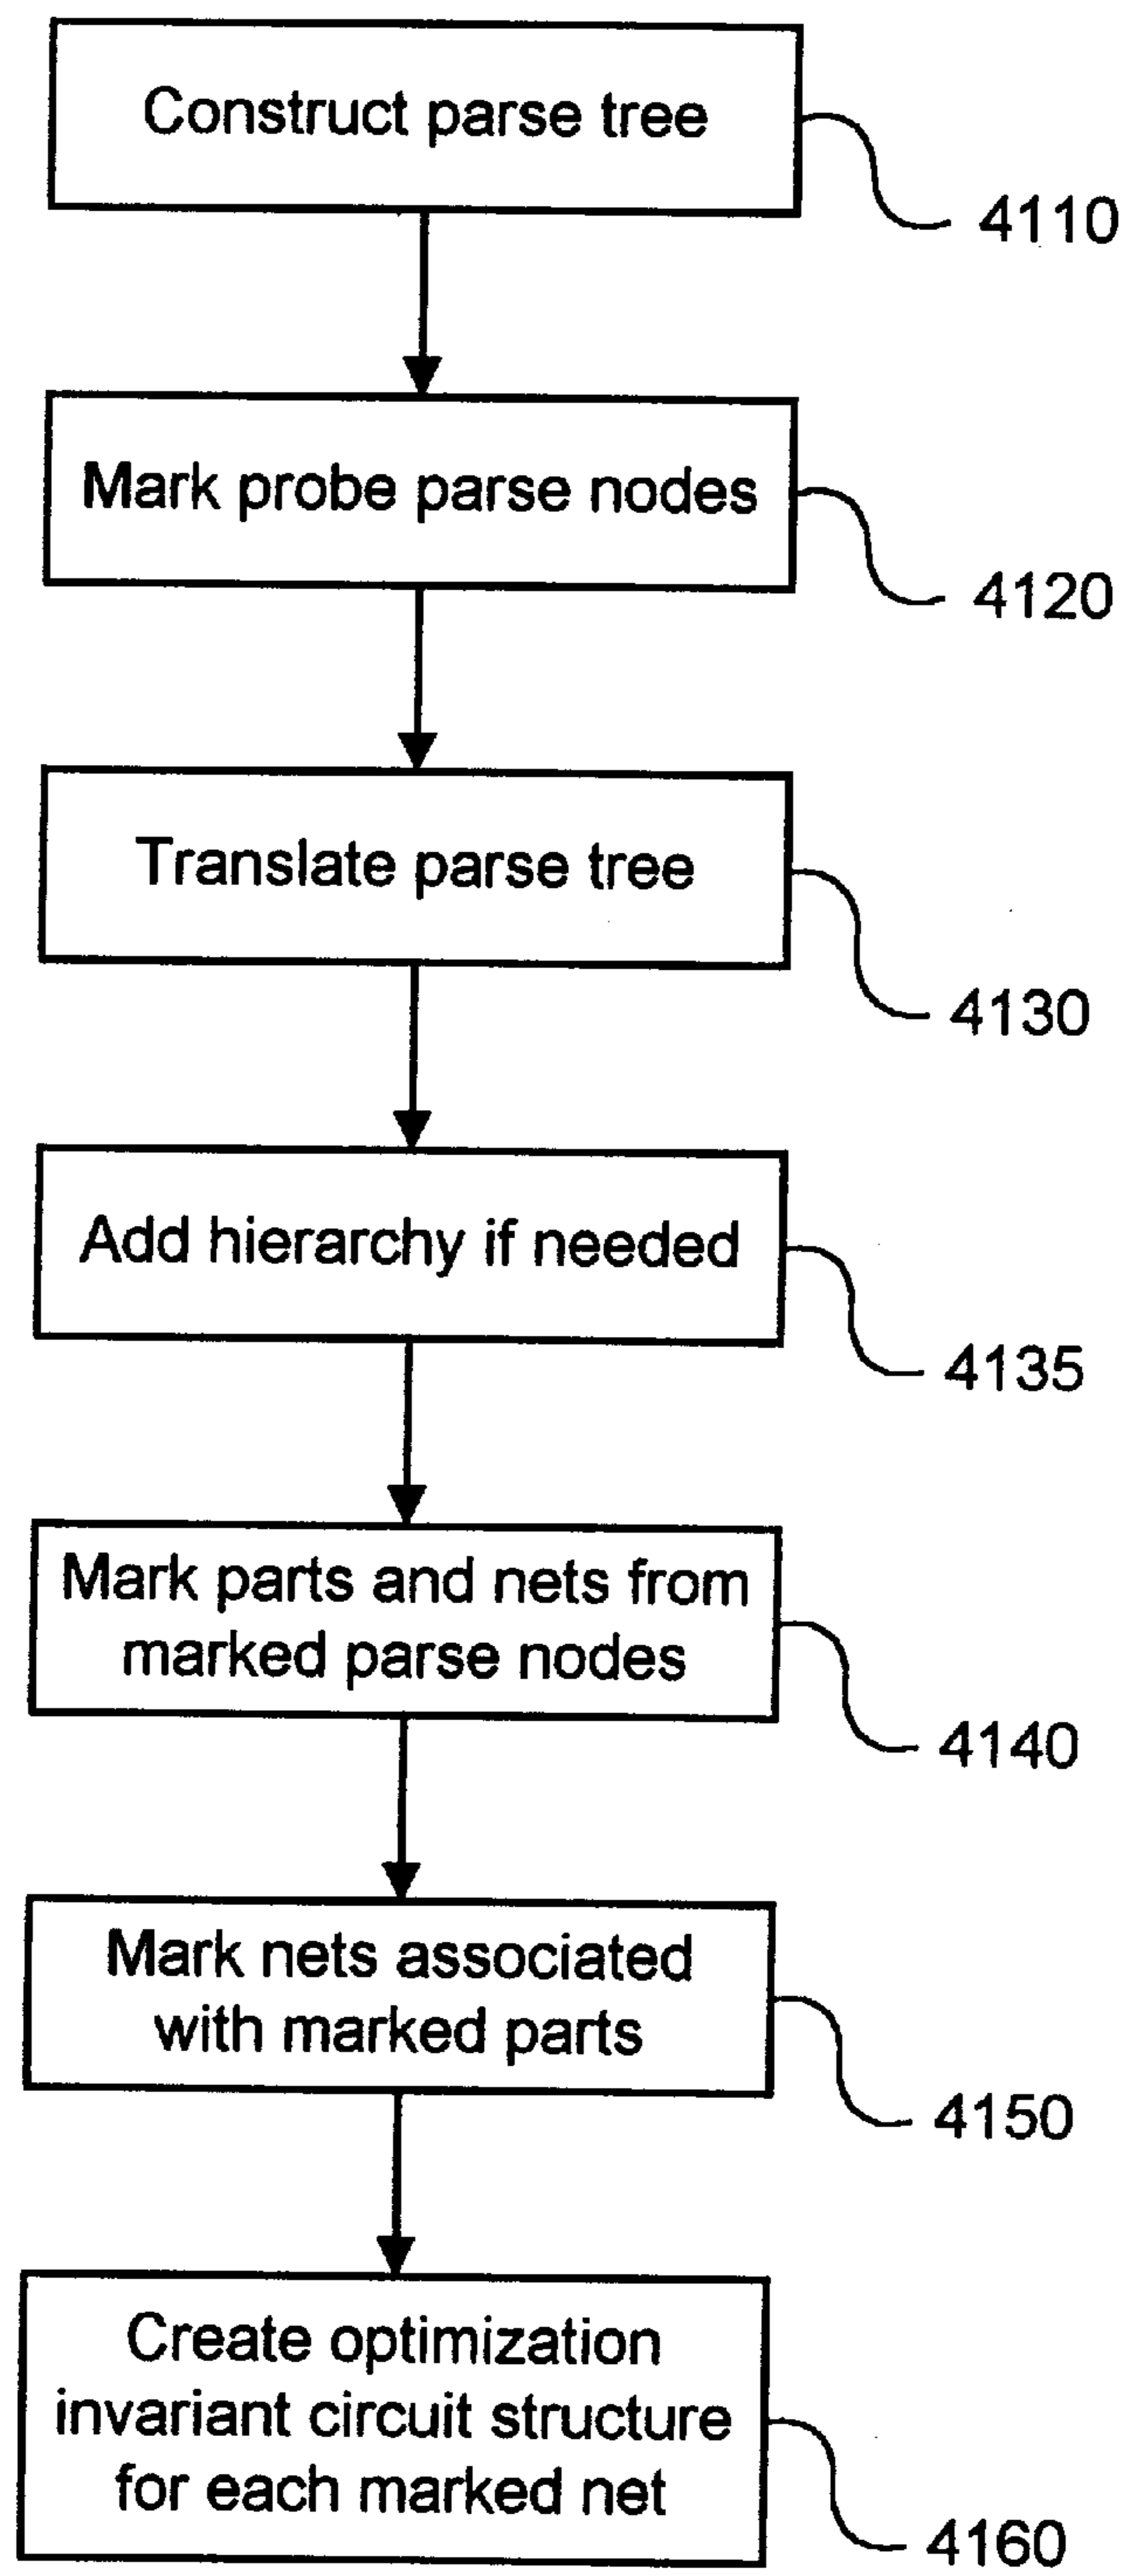 Construct parse tree
4110
Mark probe parse nodes
4120
Translate parse tree
4130
Add hierarchy if needed
4135
Mark parts and nets from
marked parse nodes
4140
Mark nets associated
with marked parts
4150
Create optimization
invariant circuit structure
for each marked net
4160